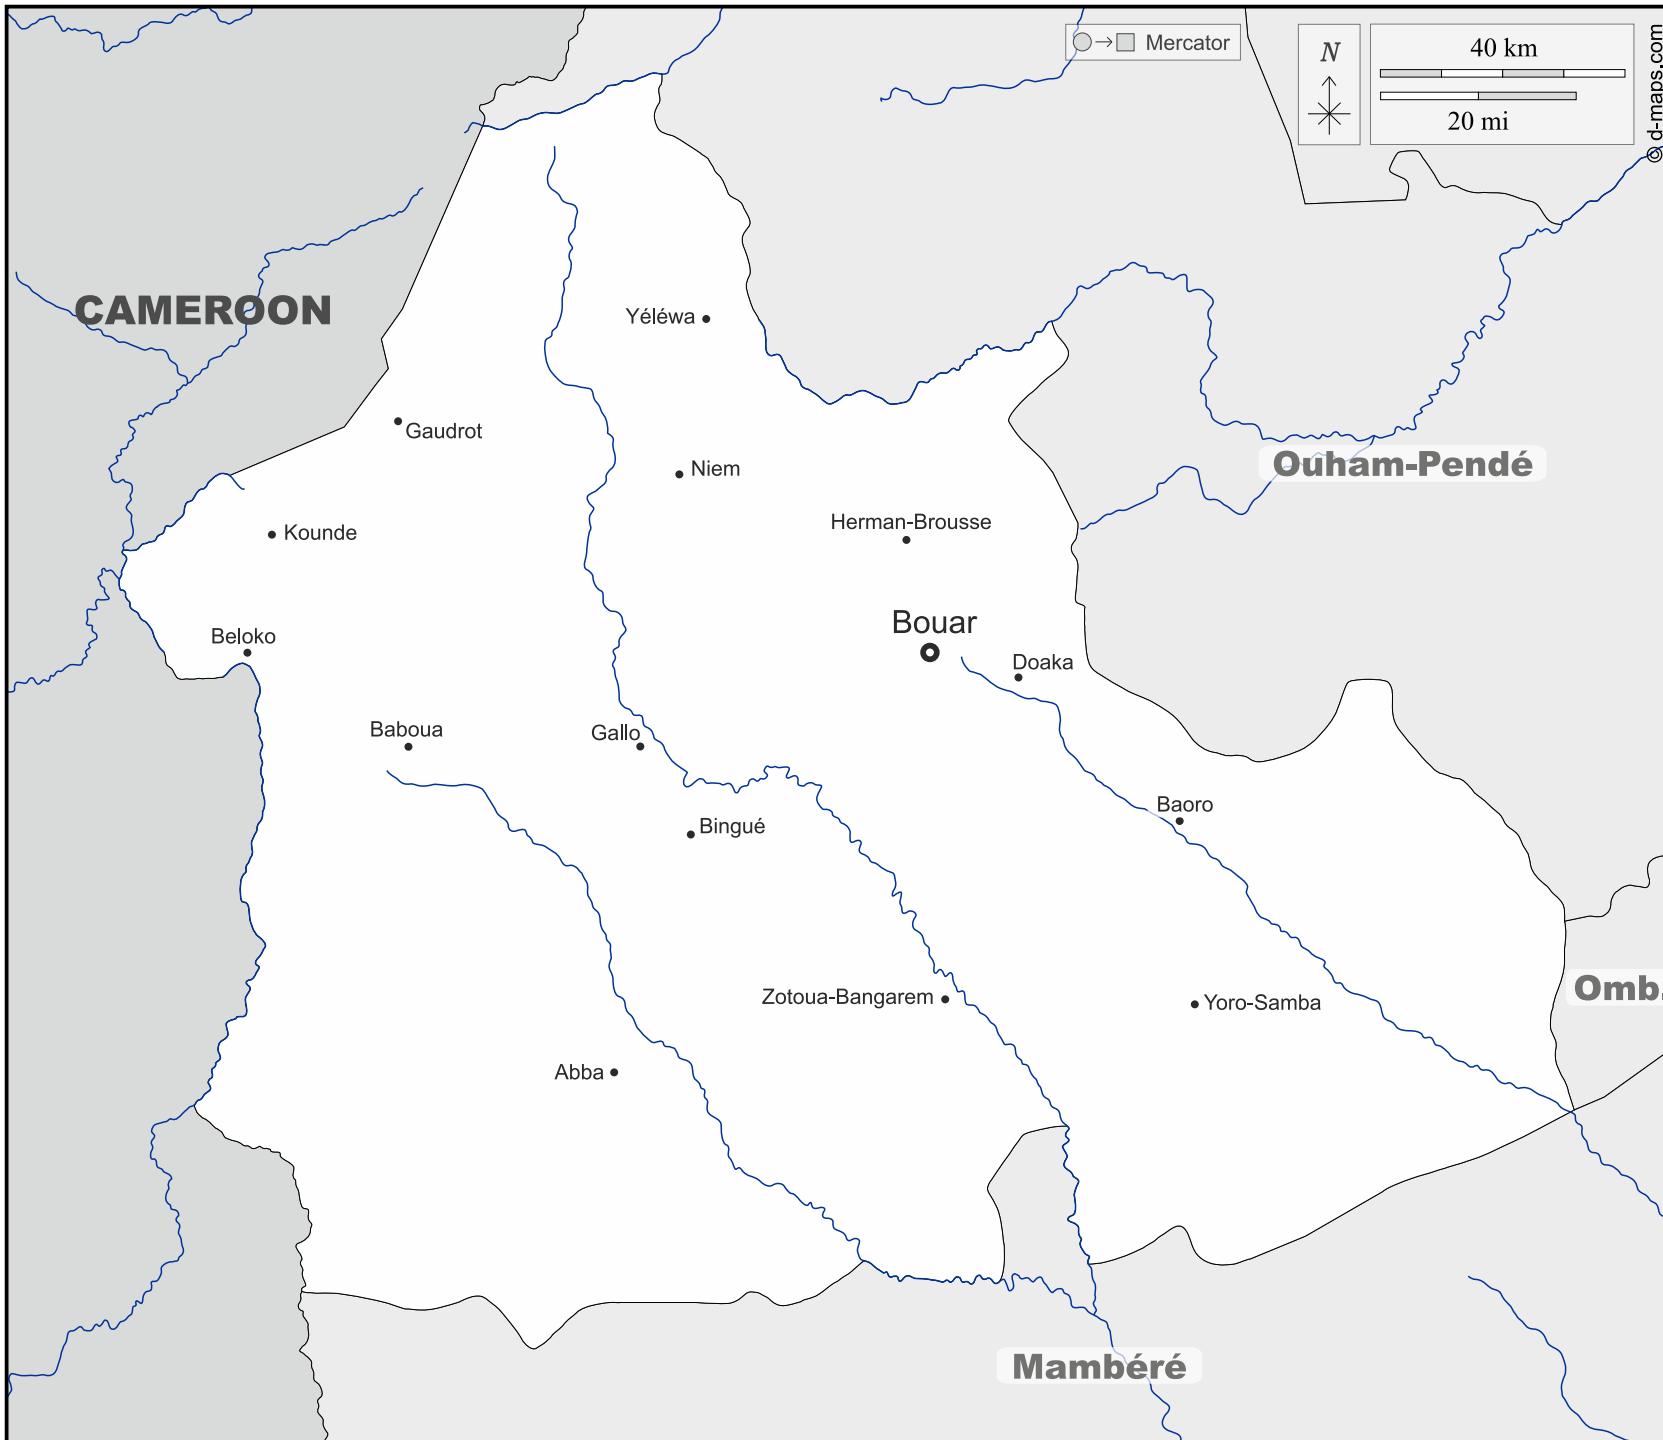 Mercator
N
40 km
20 mi
© d-maps.com
CAMEROON
Yéléwa
Gaudrot
Ouham-Pendé
Niem
Herman-Brousse
Kounde
Bouar
Beloko
Doaka
Baboua
Gallo
Baoro
Bingué
Omb.
Zotoua-Bangarem
Yoro-Samba
Abba
Mambéré